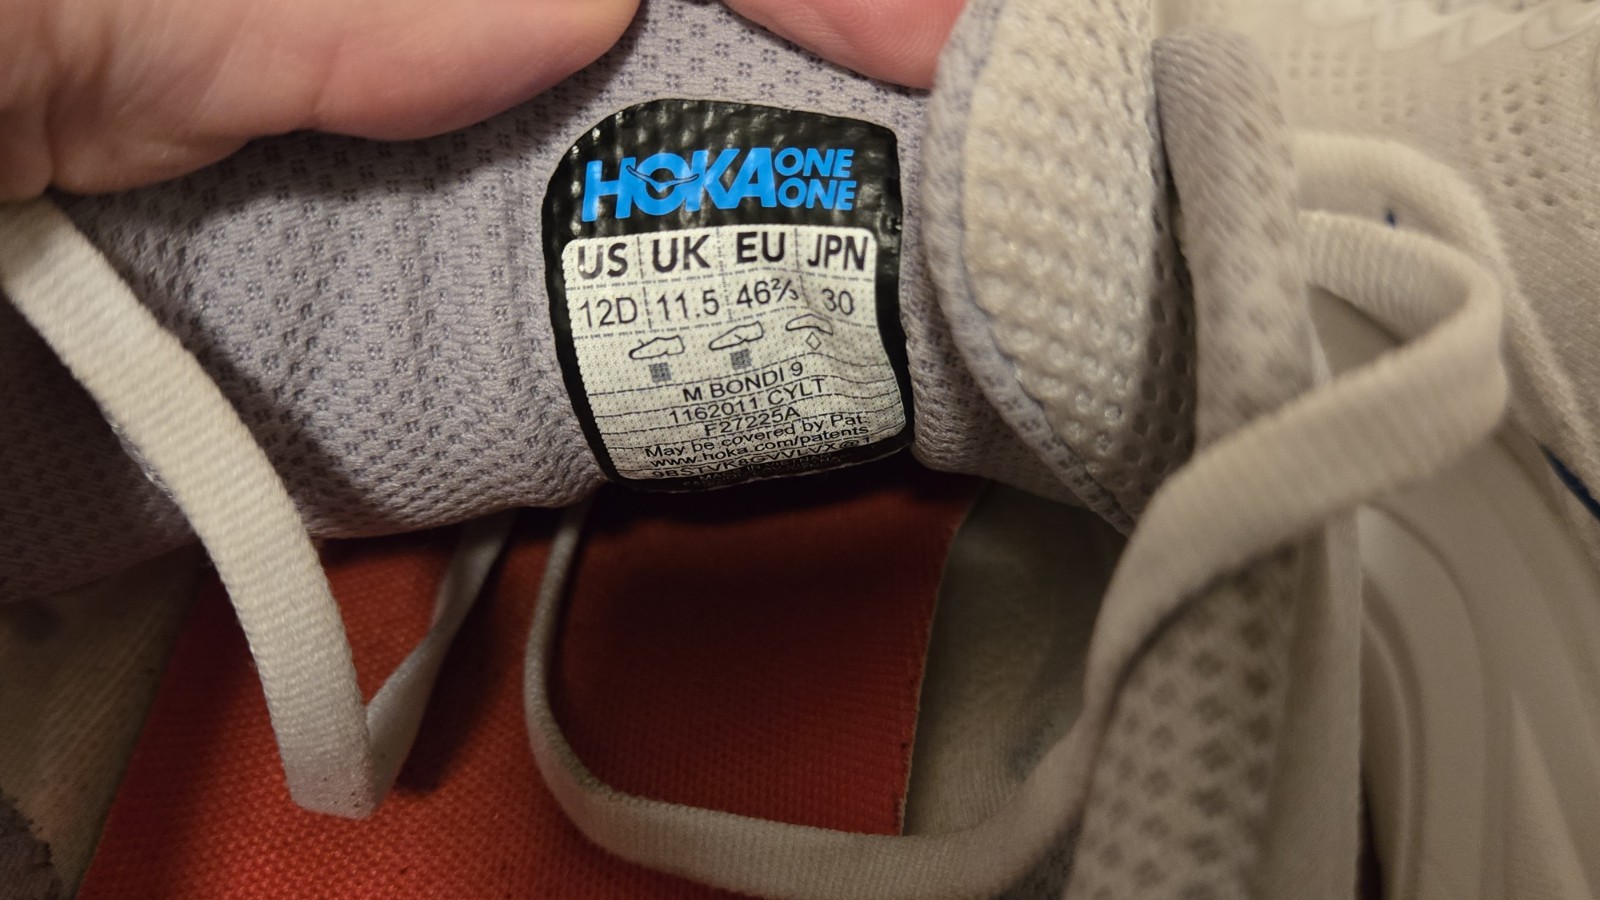 HOKA ONE ONE
US UK EU JPN
12D 11.5 46⅔ 30
M BONDI 9
1162011 CYLT
F27225A
May be covered by Pat.
www.hoka.com/patents